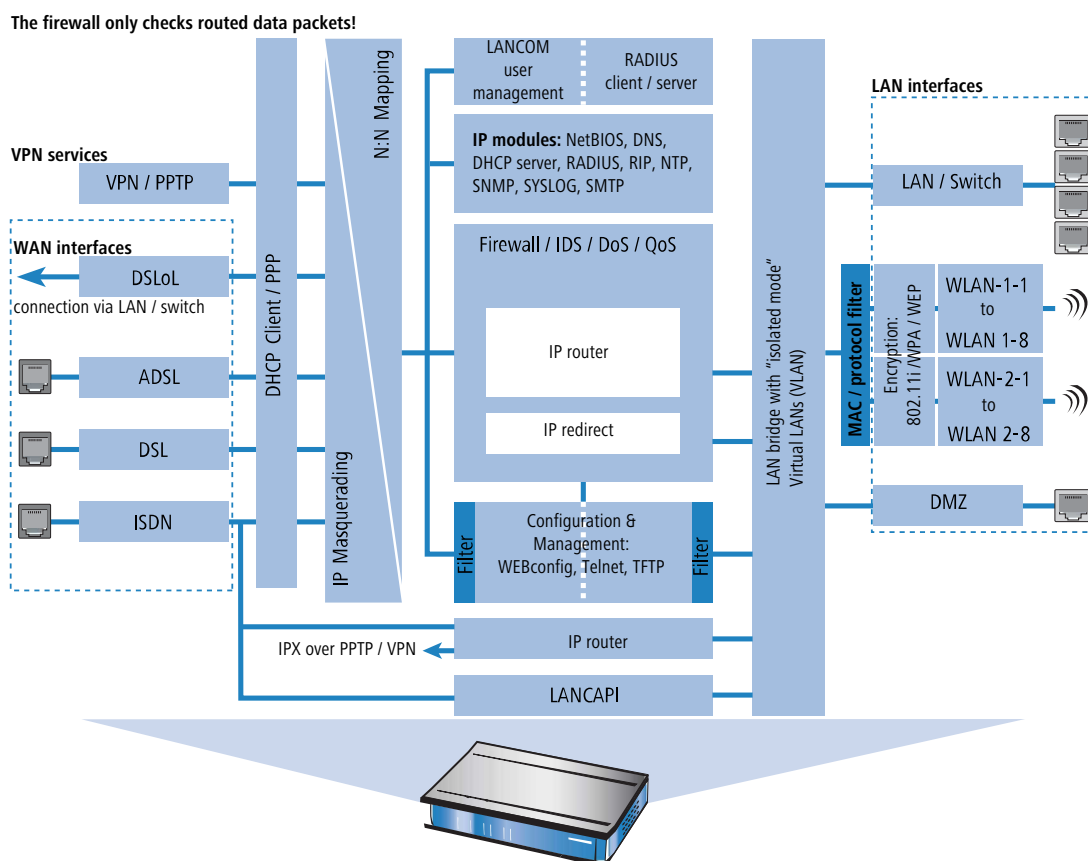 The firewall only checks routed data packets!
VPN services
VPN / PPTP
WAN interfaces
DSLoL
connection via LAN / switch
ADSL
DSL
ISDN
DHCP Client / PPP
IP Masquerading
N:N Mapping
LANCOM
user
management
RADIUS
client / server
IP modules: NetBIOS, DNS,
DHCP server, RADIUS, RIP, NTP,
SNMP, SYSLOG, SMTP
Firewall / IDS / DoS / QoS
IP router
IP redirect
Filter
Configuration &
Management:
WEBconfig, Telnet, TFTP
Filter
IPX over PPTP / VPN
IP router
LANCAPI
LAN bridge with "isolated mode"
Virtual LANs (VLAN)
LAN interfaces
LAN / Switch
MAC / protocol filter
Encryption:
802.11i /WPA / WEP
WLAN-1-1
to
WLAN 1-8
WLAN-2-1
to
WLAN 2-8
DMZ